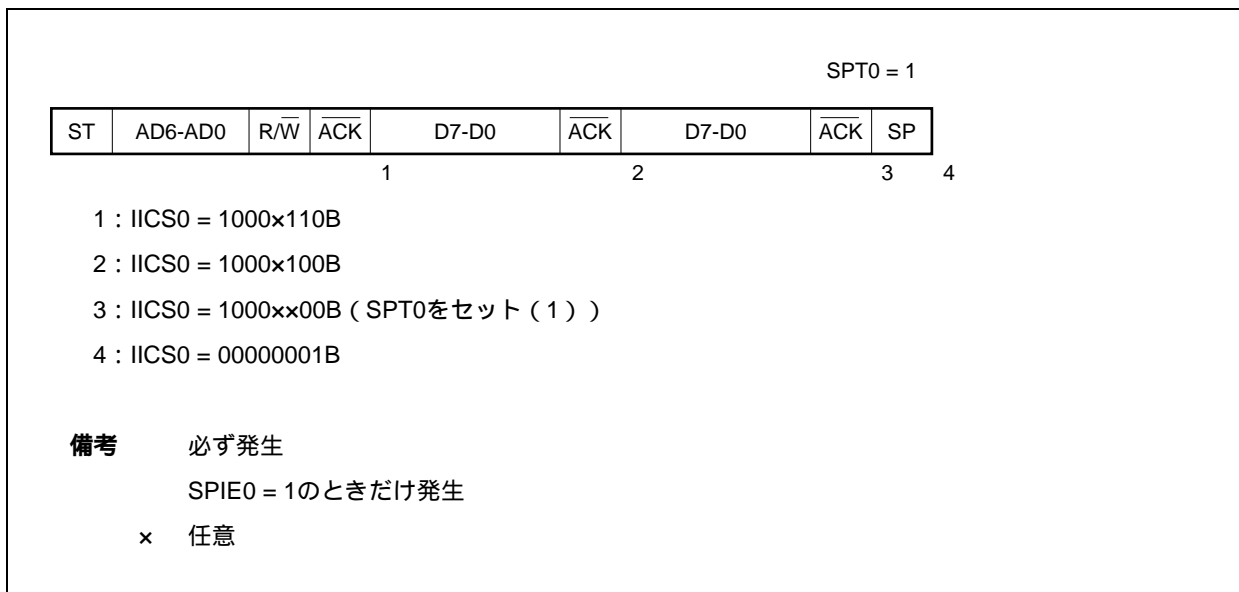 SPT0 = 1
ST AD6-AD0 R/W ACK D7-D0 ACK D7-D0 ACK SP
1 2 3 4
1：IICS0 = 1000×110B
2：IICS0 = 1000×100B
3：IICS0 = 1000××00B（SPT0をセット（1））
4：IICS0 = 00000001B
備考 必ず発生
SPIE0 = 1のときだけ発生
× 任意